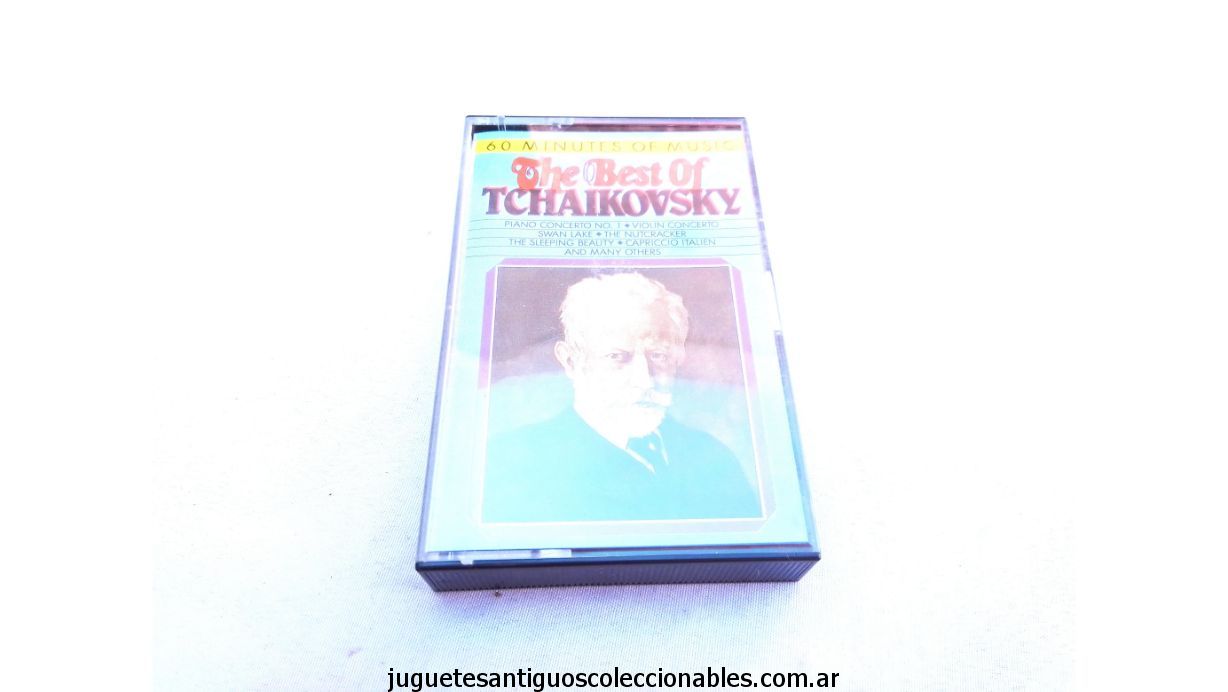 60 MINUTES OF MUSIC
The Best Of
TCHAIKOVSKY
PIANO CONCERTO NO. 1 ◆ VIOLIN CONCERTO
SWAN LAKE ◆ THE NUTCRACKER
THE SLEEPING BEAUTY ◆ CAPRICCIO ITALIEN
AND MANY OTHERS
juguetesantiguoscoleccionables.com.ar